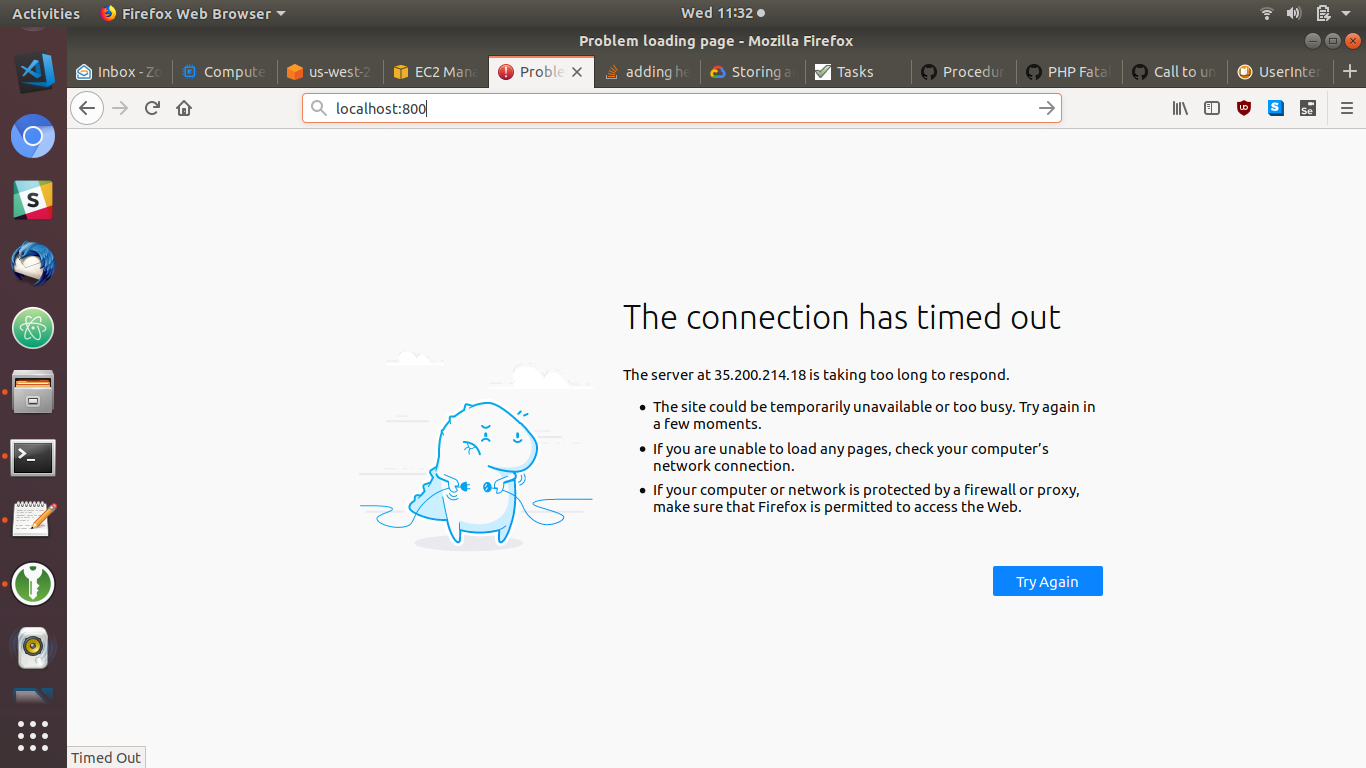 Activities Firefox Web Browser Wed 11:32
Problem loading page - Mozilla Firefox
Inbox - Zo Compute us-west-2 EC2 Mana Proble adding he Storing a Tasks Procedur PHP Fatal Call to un UserInter
localhost:800
The connection has timed out
The server at 35.200.214.18 is taking too long to respond.
The site could be temporarily unavailable or too busy. Try again in
a few moments.
If you are unable to load any pages, check your computer’s
network connection.
If your computer or network is protected by a firewall or proxy,
make sure that Firefox is permitted to access the Web.
Try Again
Timed Out